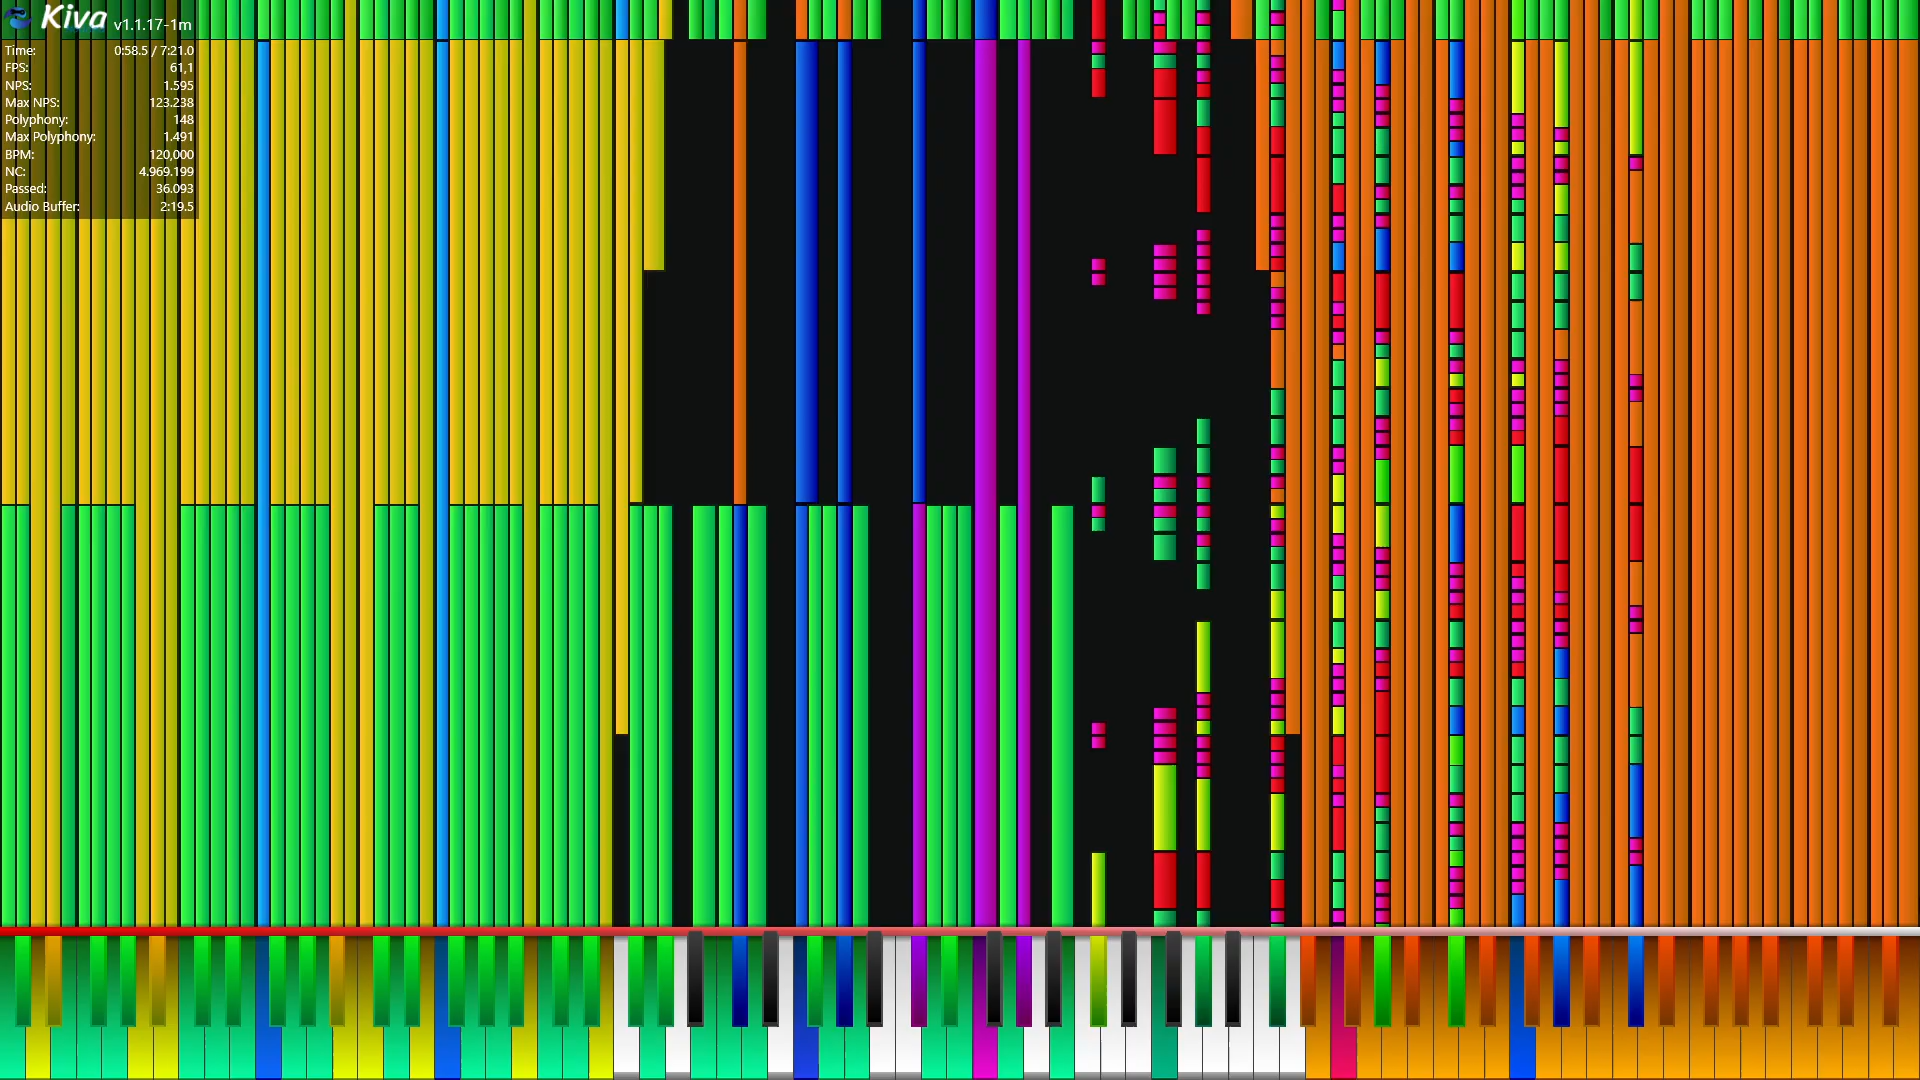 Kiva v1.1.17-1m
Time: 0:58.5 / 7:21.0
FPS: 61,1
NPS: 1.595
Max NPS: 123.238
Polyphony: 148
Max Polyphony: 1.491
BPM: 120,000
NC: 4.969.199
Passed: 36.093
Audio Buffer: 2:19.5